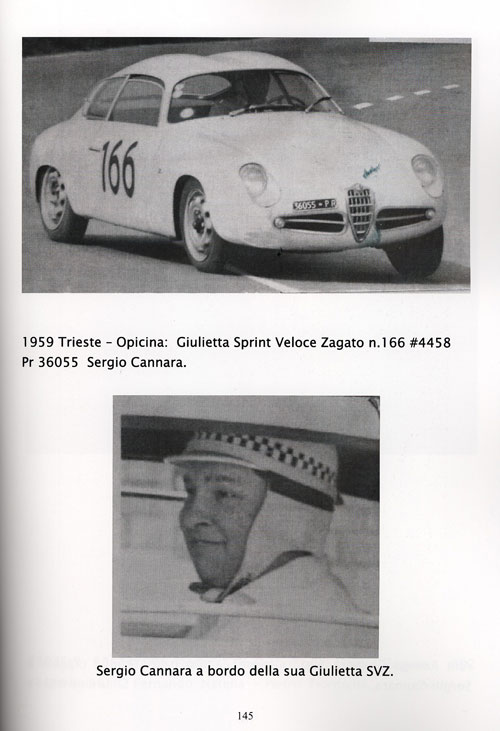 166
36055 - PR
1959 Trieste – Opicina:  Giulietta Sprint Veloce Zagato n.166 #4458
Pr 36055  Sergio Cannara.
Sergio Cannara a bordo della sua Giulietta SVZ.
145